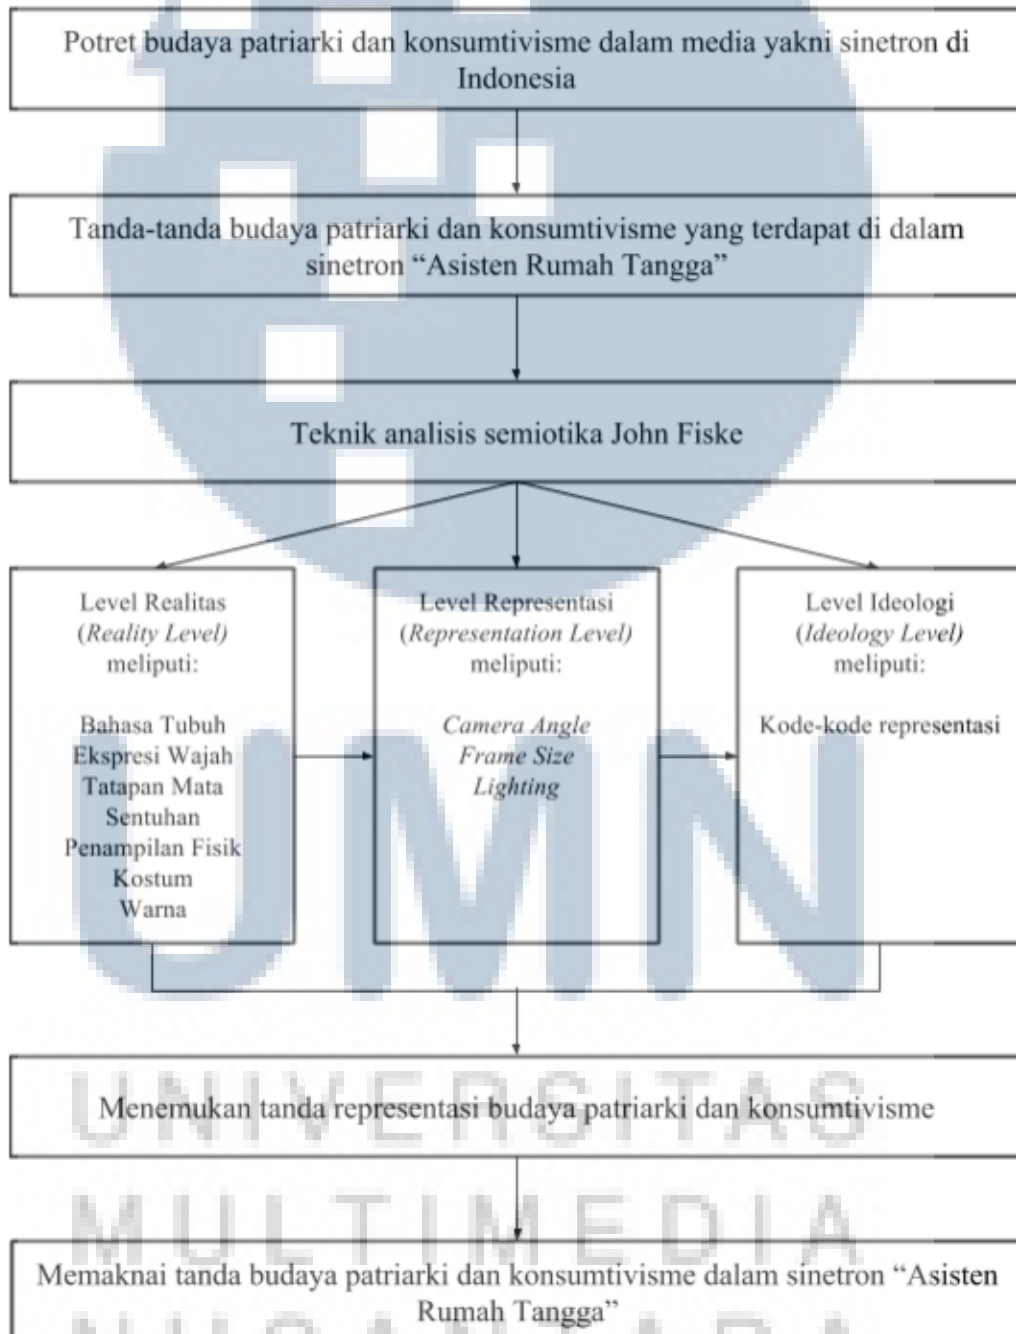 Potret budaya patriarki dan konsumtivisme dalam media yakni sinetron di
Indonesia
Tanda-tanda budaya patriarki dan konsumtivisme yang terdapat di dalam
sinetron “Asisten Rumah Tangga”
Teknik analisis semiotika John Fiske
Level Realitas
(Reality Level)
meliputi:
Bahasa Tubuh
Ekspresi Wajah
Tatapan Mata
Sentuhan
Penampilan Fisik
Kostum
Warna
Level Representasi
(Representation Level)
meliputi:
Camera Angle
Frame Size
Lighting
Level Ideologi
(Ideology Level)
meliputi:
Kode-kode representasi
UMN
UNIVERSITAS
Menemukan tanda representasi budaya patriarki dan konsumtivisme
MULTIMEDIA
Memaknai tanda budaya patriarki dan konsumtivisme dalam sinetron “Asisten
Rumah Tangga”
NUSANTARA